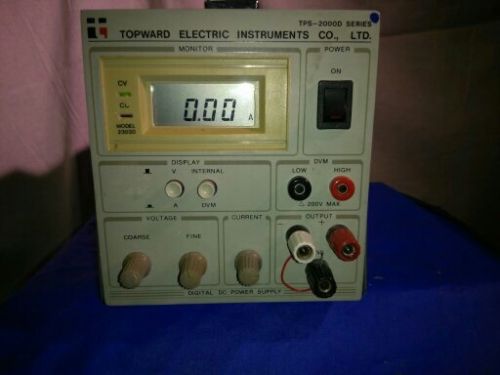 TPS-2000D SERIES
TOPWARD ELECTRIC INSTRUMENTS CO., LTD.
MONITOR
POWER
CV
CC
MODEL
2303D
0.00 A
ON
DISPLAY
V INTERNAL
A DVM
DVM
LOW HIGH
⚠ 200V MAX
VOLTAGE
COARSE FINE
CURRENT
OUTPUT
- +
DIGITAL DC POWER SUPPLY